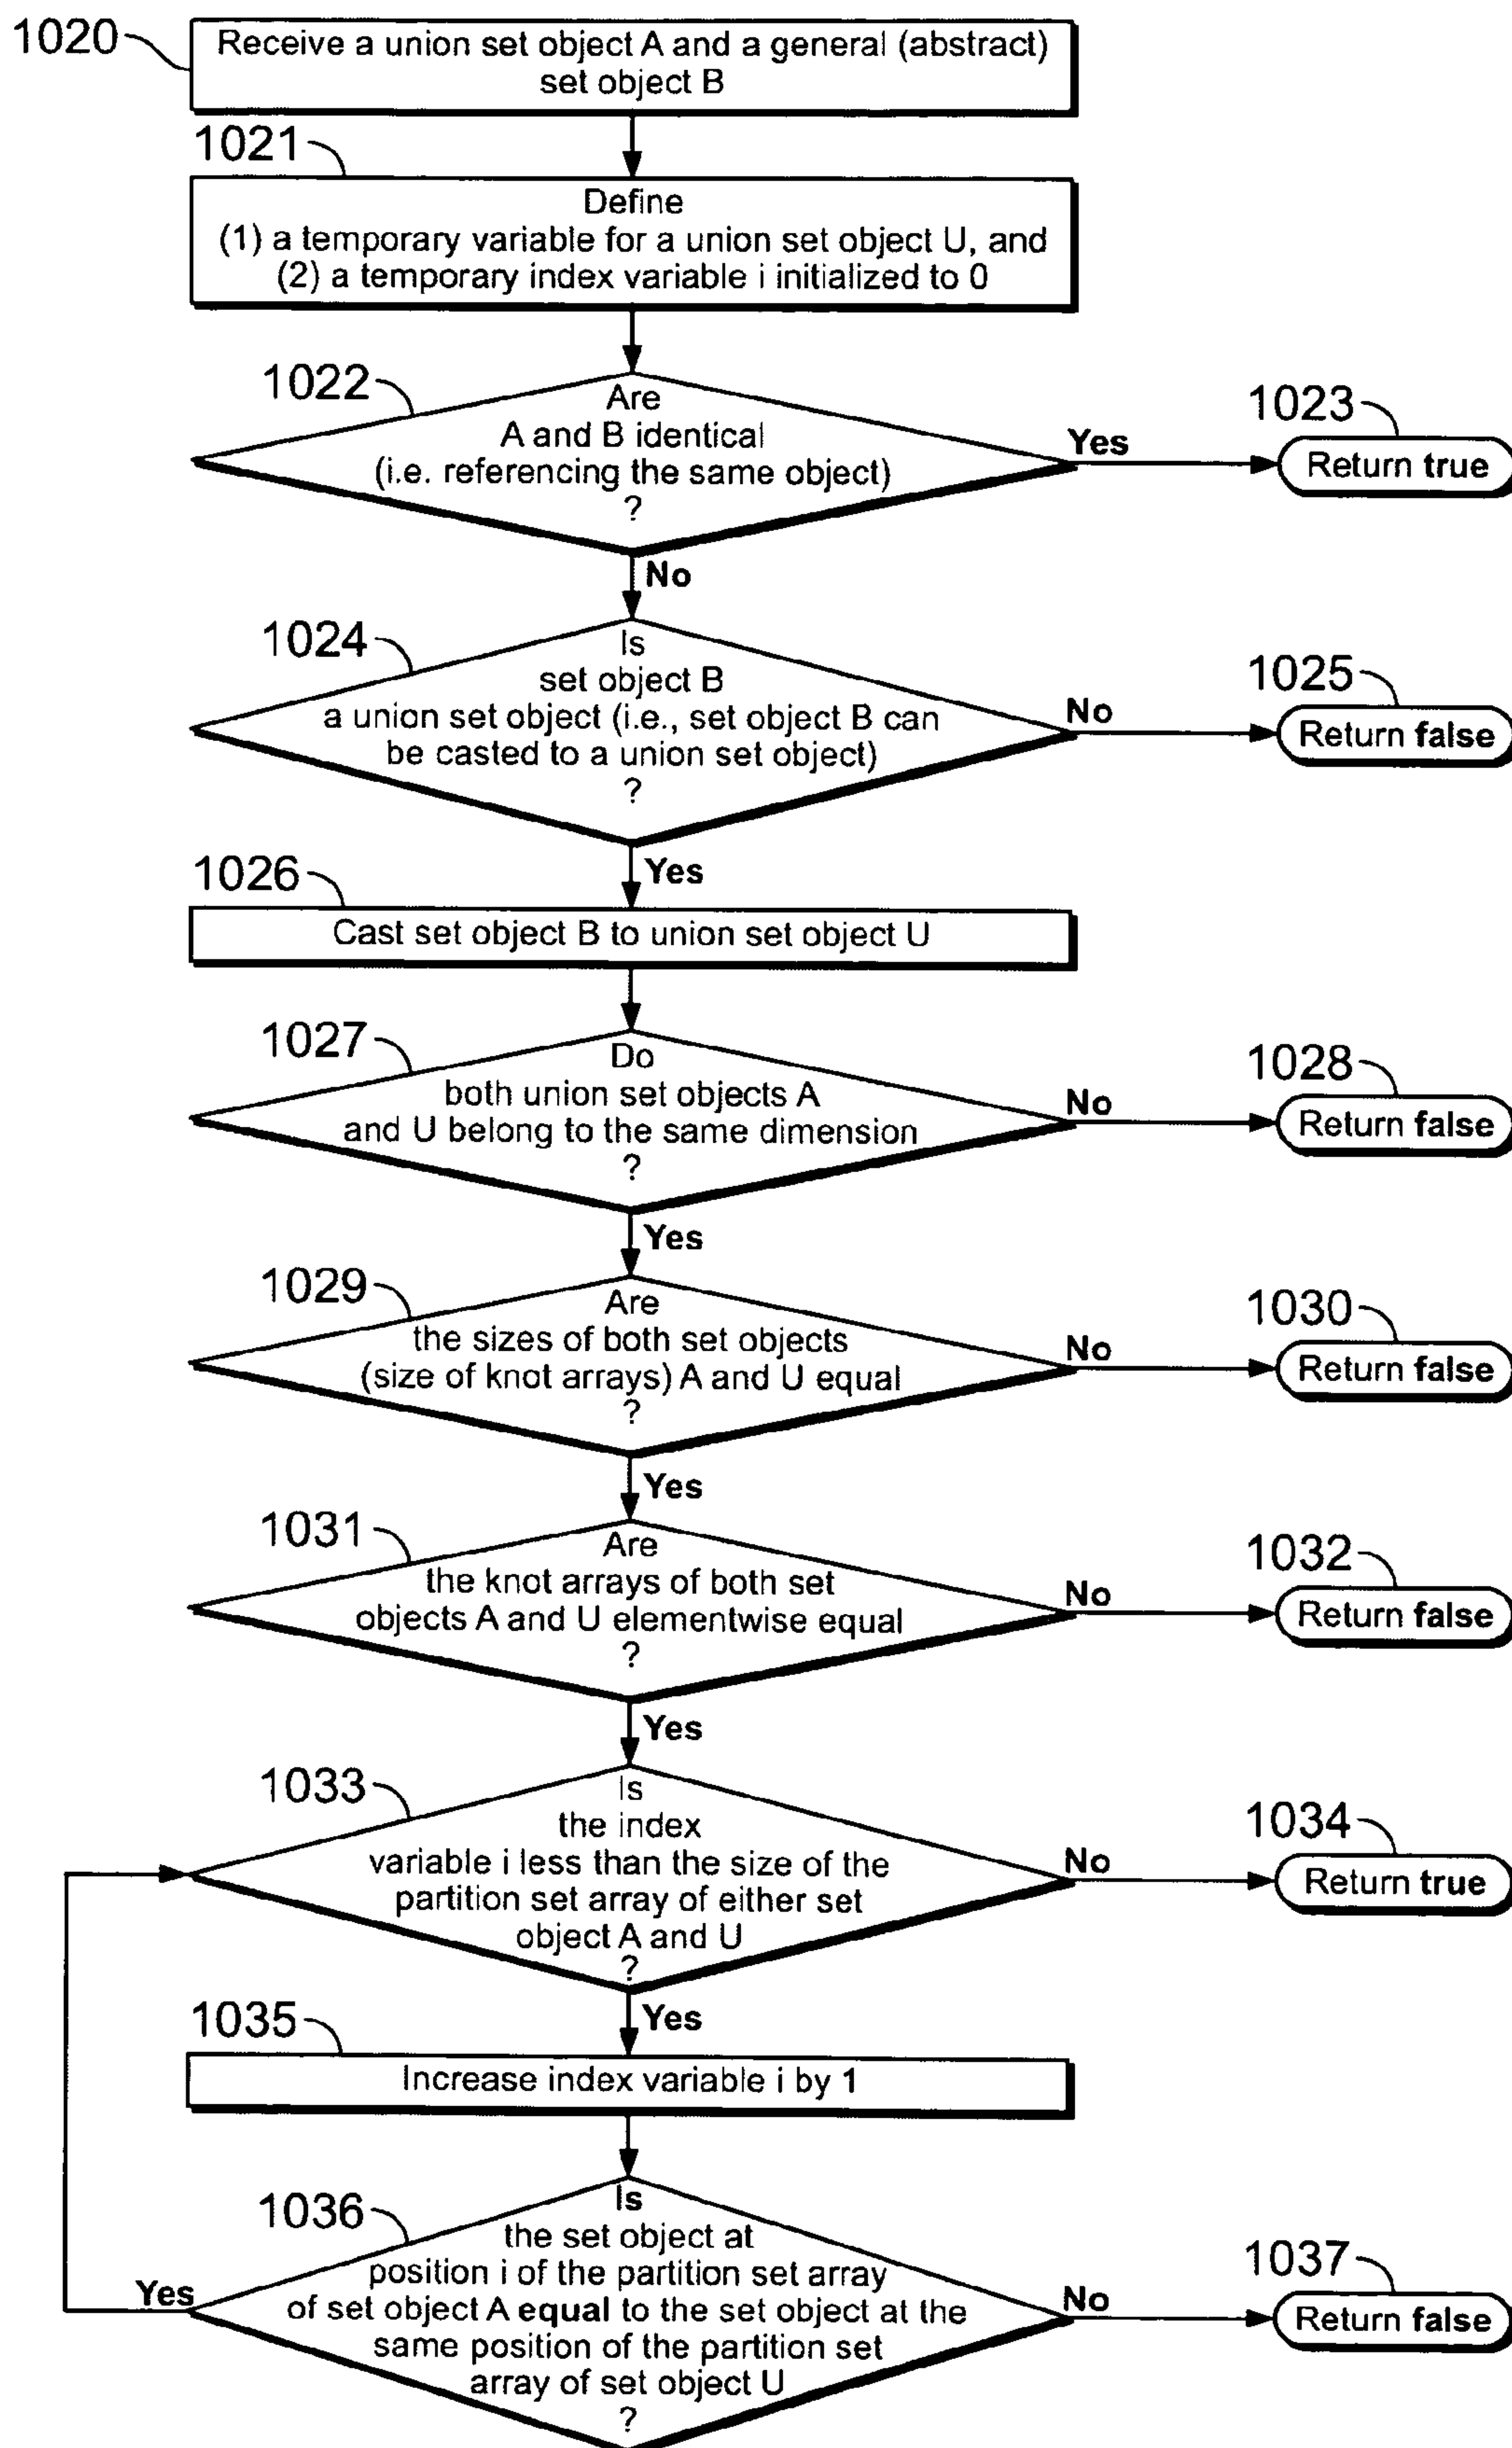 1020
Receive a union set object A and a general (abstract)
set object B
1021
Define
(1) a temporary variable for a union set object U, and
(2) a temporary index variable i initialized to 0
1022
Are
A and B identical
(i.e. referencing the same object)
?
Yes
1023
Return true
No
1024
Is
set object B
a union set object (i.e., set object B can
be casted to a union set object)
?
No
1025
Return false
Yes
1026
Cast set object B to union set object U
1027
Do
both union set objects A
and U belong to the same dimension
?
No
1028
Return false
Yes
1029
Are
the sizes of both set objects
(size of knot arrays) A and U equal
?
No
1030
Return false
Yes
1031
Are
the knot arrays of both set
objects A and U elementwise equal
?
No
1032
Return false
Yes
1033
Is
the index
variable i less than the size of the
partition set array of either set
object A and U
?
No
1034
Return true
Yes
1035
Increase index variable i by 1
1036
Is
the set object at
position i of the partition set array
of set object A equal to the set object at the
same position of the partition set
array of set object U
?
Yes
No
1037
Return false